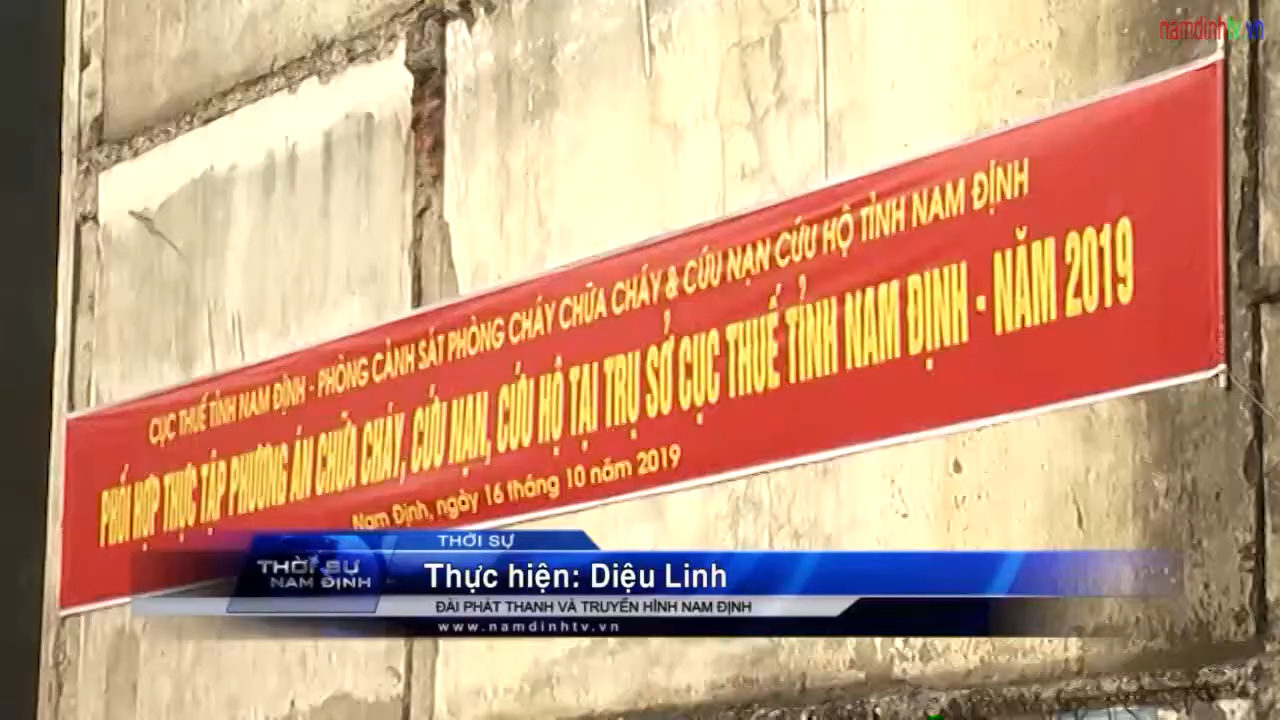 namdinhtv.vn
CỤC THUẾ TỈNH NAM ĐỊNH - PHÒNG CẢNH SÁT PHÒNG CHÁY CHỮA CHÁY & CỨU NẠN CỨU HỘ TỈNH NAM ĐỊNH
PHỐI HỢP THỰC TẬP PHƯƠNG ÁN CHỮA CHÁY, CỨU NẠN, CỨU HỘ TẠI TRỤ SỞ CỤC THUẾ TỈNH NAM ĐỊNH - NĂM 2019
Nam Định, ngày 16 tháng 10 năm 2019
THỜI SỰ
THỜI SỰ
NAM ĐỊNH
Thực hiện: Diệu Linh
ĐÀI PHÁT THANH VÀ TRUYỀN HÌNH NAM ĐỊNH
www.namdinhtv.vn